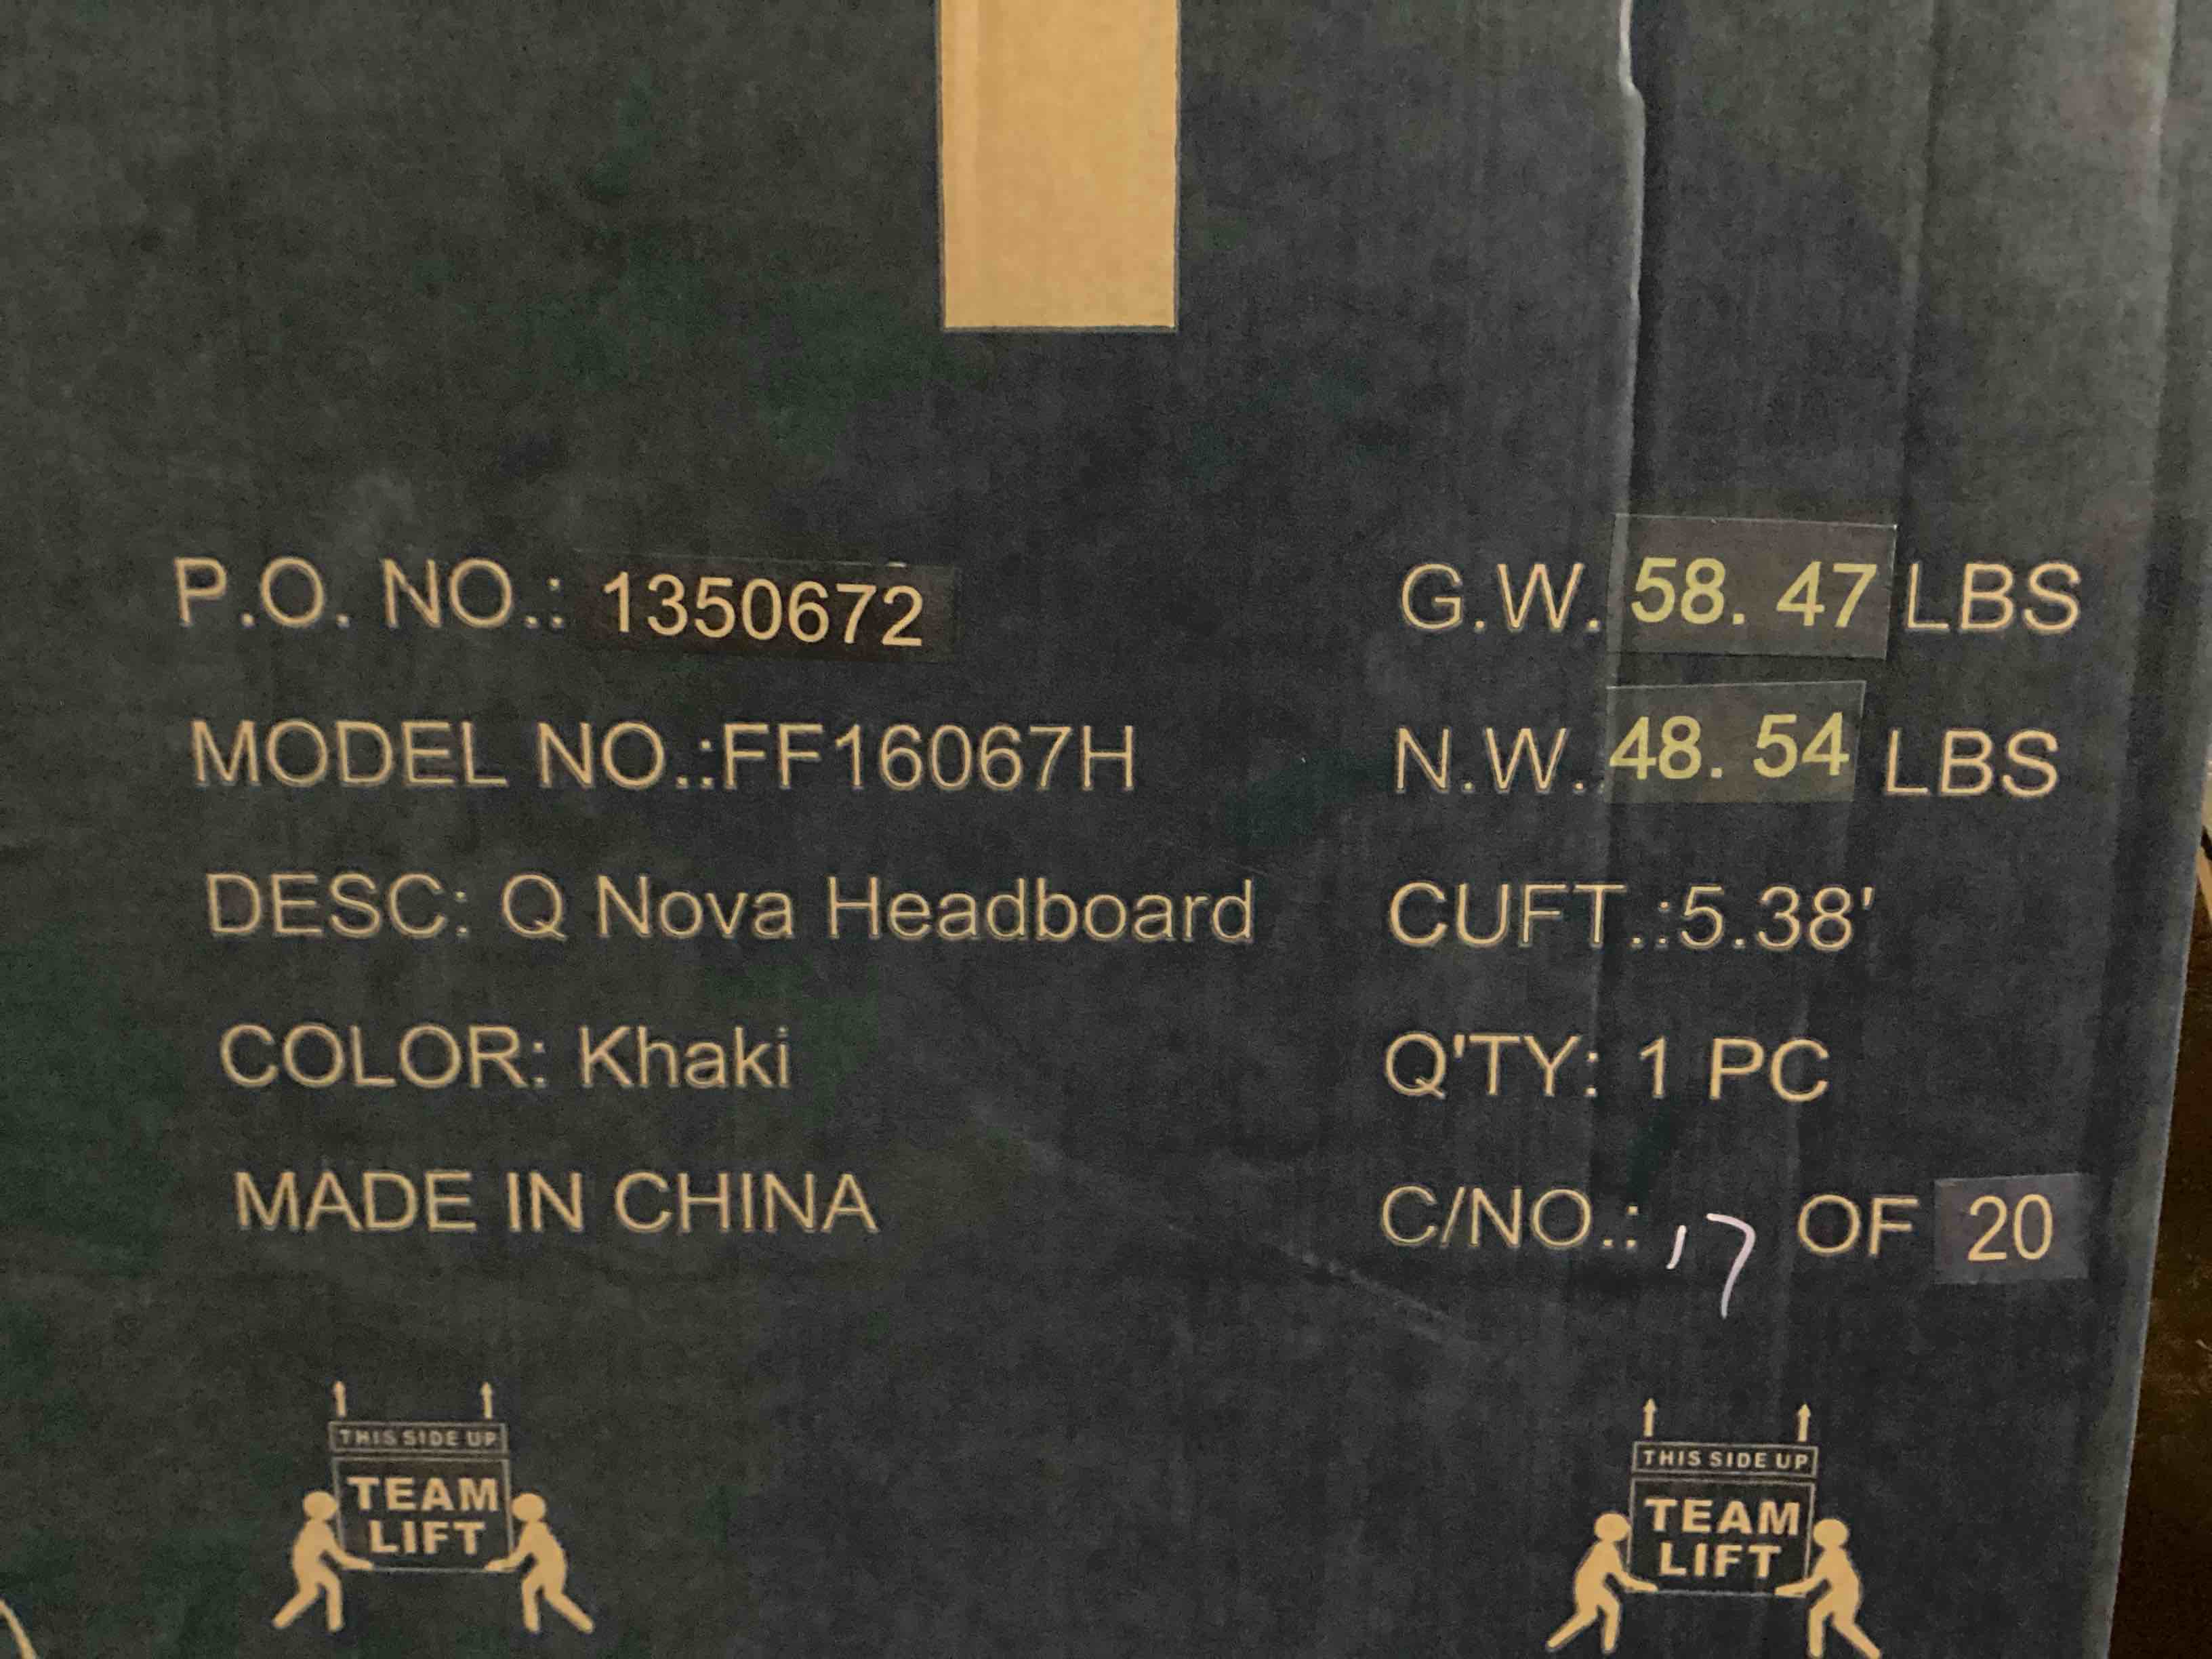 P.O. NO.: 1350672
MODEL NO.:FF16067H
DESC: Q Nova Headboard
COLOR: Khaki
MADE IN CHINA
G.W. 58. 47 LBS
N.W. 48. 54 LBS
CUFT.:5.38'
Q'TY: 1 PC
C/NO.: 17 OF 20
THIS SIDE UP
TEAM
LIFT
THIS SIDE UP
TEAM
LIFT